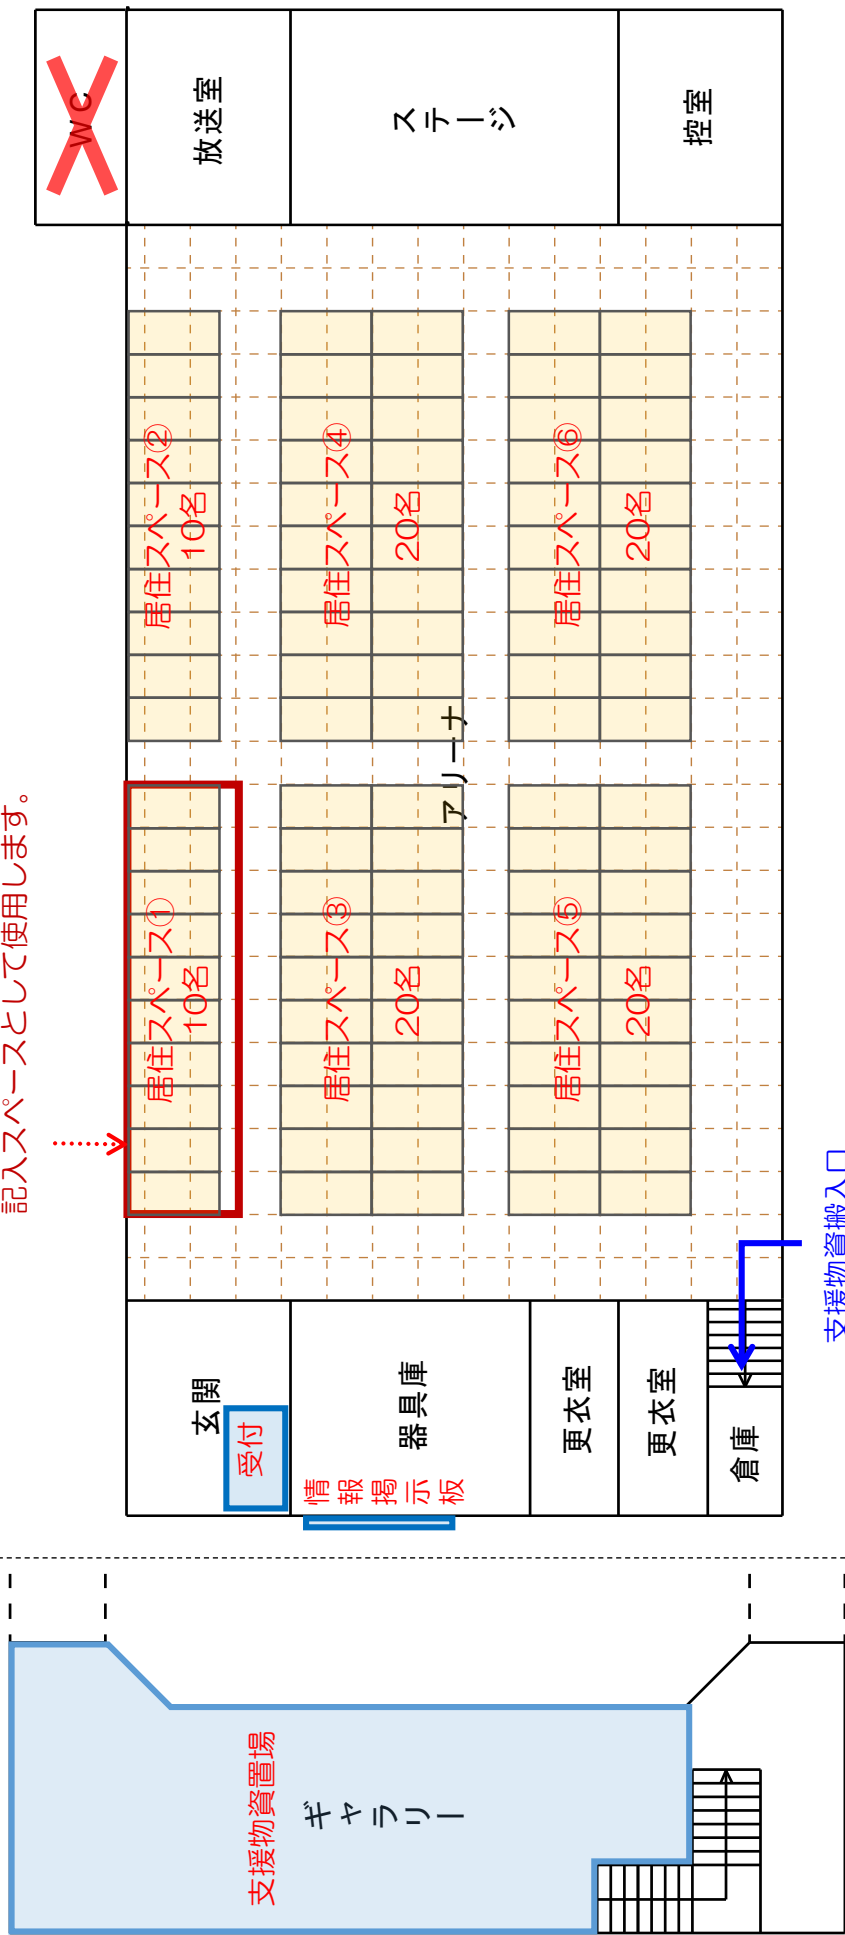 記入スペースとして使用します。
WC
放送室
ステージ
控室
居住スペース②
10名
居住スペース④
20名
居住スペース⑥
20名
アリーナ
居住スペース①
10名
居住スペース③
20名
居住スペース⑤
20名
支援物資搬入口
玄関
受付
器具庫
情報掲示板
更衣室
更衣室
倉庫
支援物資置場
ギャラリー